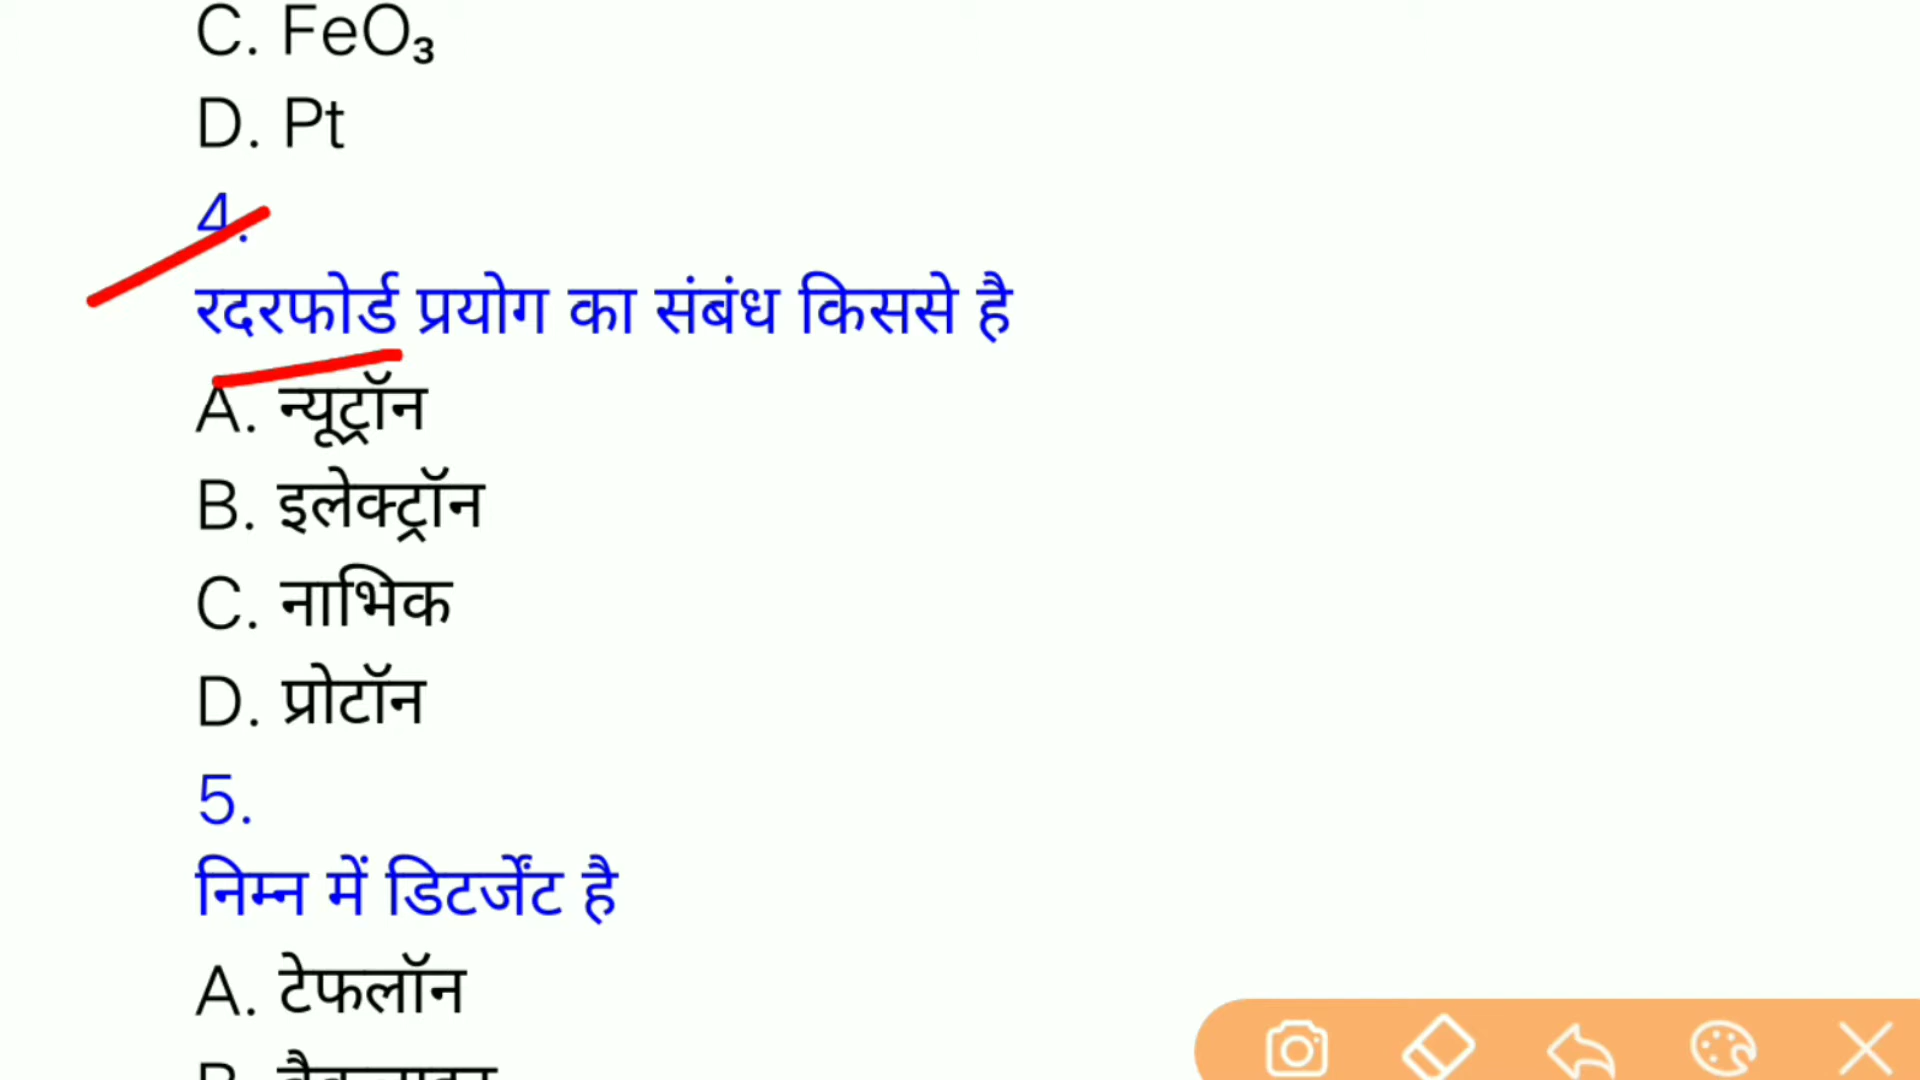 C. FeO₃
D. Pt
4.
रदरफोर्ड प्रयोग का संबंध किससे है
A. न्यूट्रॉन
B. इलेक्ट्रॉन
C. नाभिक
D. प्रोटॉन
5.
निम्न में डिटर्जेंट है
A. टेफलॉन
B.